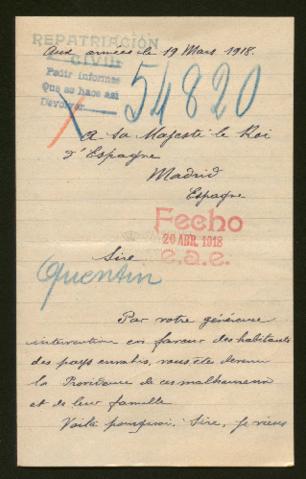 Aux armées le 19 Mars 1918.
REPATRIACIÓN
CIVIL
Pedir informes
Que se hace así
Devolver
54820
A Sa Majesté le Roi
d'Espagne
Madrid
Espagne
Fecho
20 ABR. 1918
e.a.e.
Sire
Quentin
Par votre généreuse
intervention en faveur des habitants
des pays envahis, vous êtes devenu
la Providence de ces malheureux
et de leur famille
Voilà pourquoi, Sire, je viens